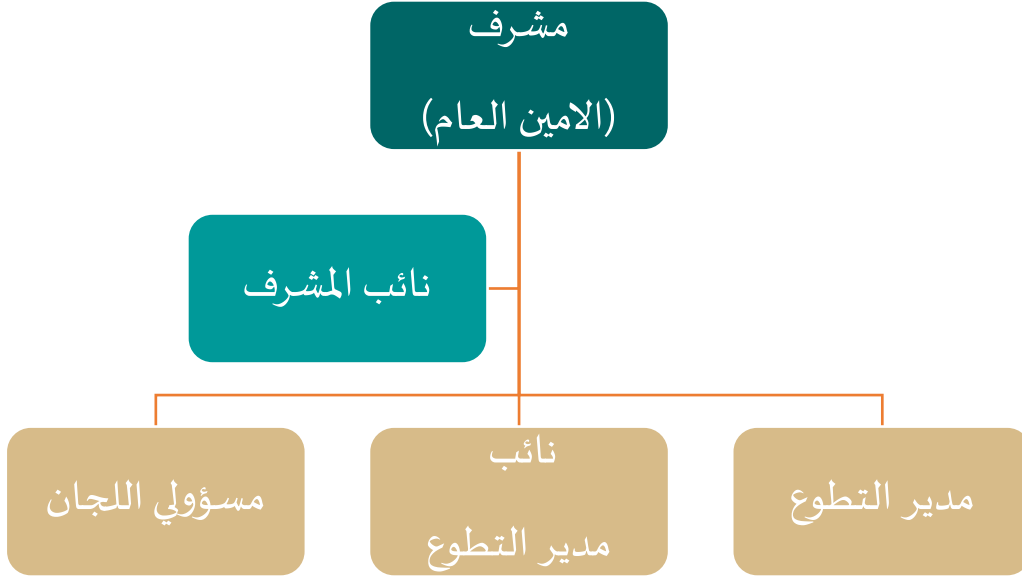 مشرف
(الامين العام)
نائب المشرف
مدير التطوع
نائب
مدير التطوع
مسؤولي اللجان